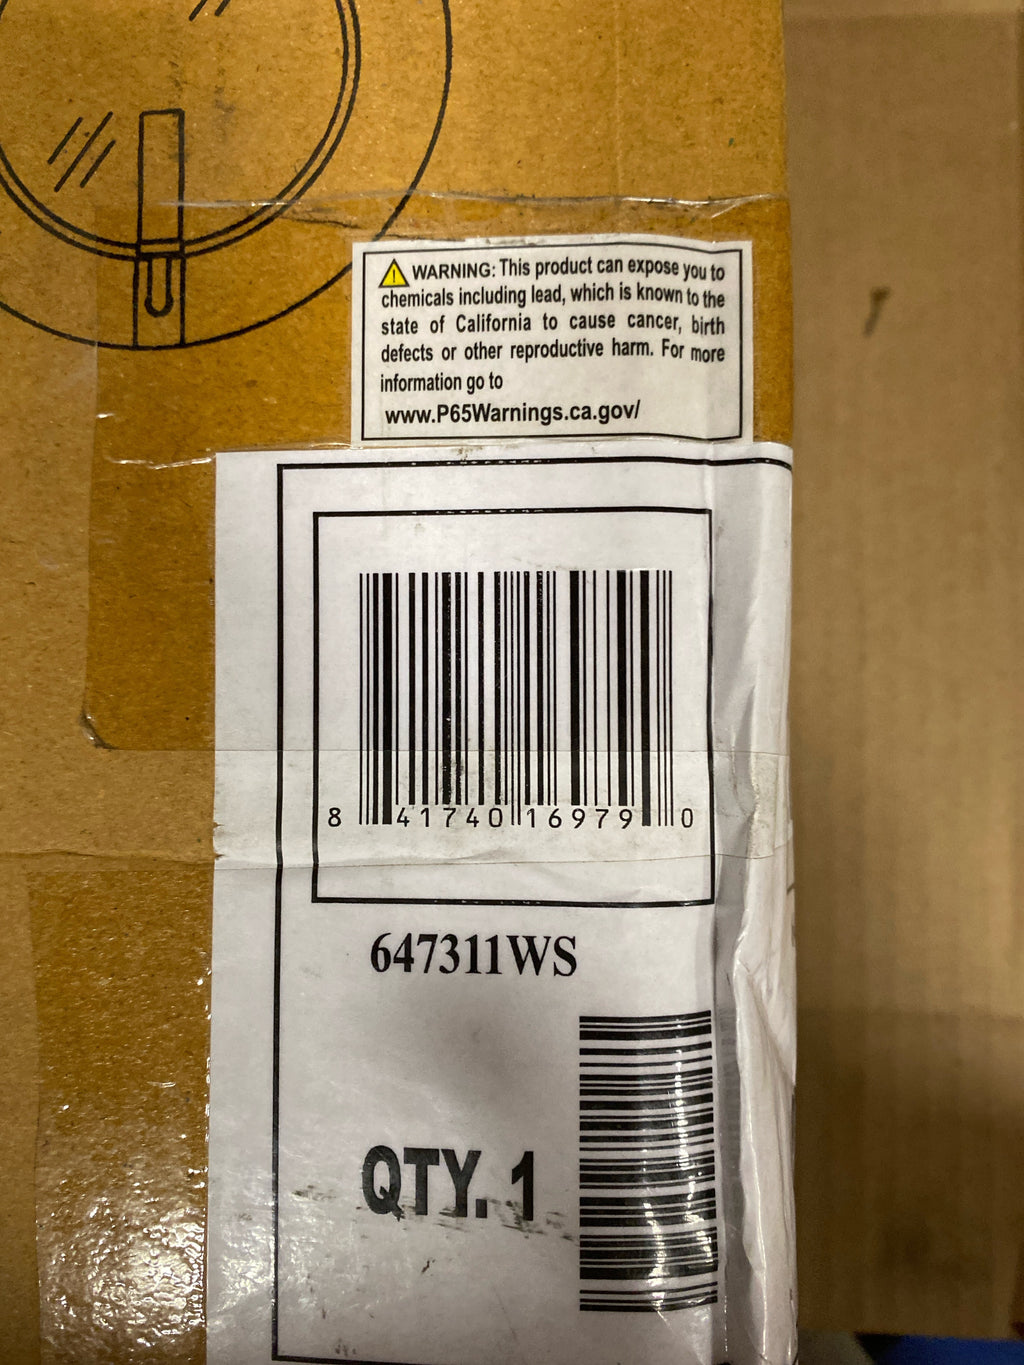 WARNING: This product can expose you to
chemicals including lead, which is known to the
state of California to cause cancer, birth
defects or other reproductive harm. For more
information go to
www.P65Warnings.ca.gov/
8 41740 16979 0
647311WS
QTY. 1